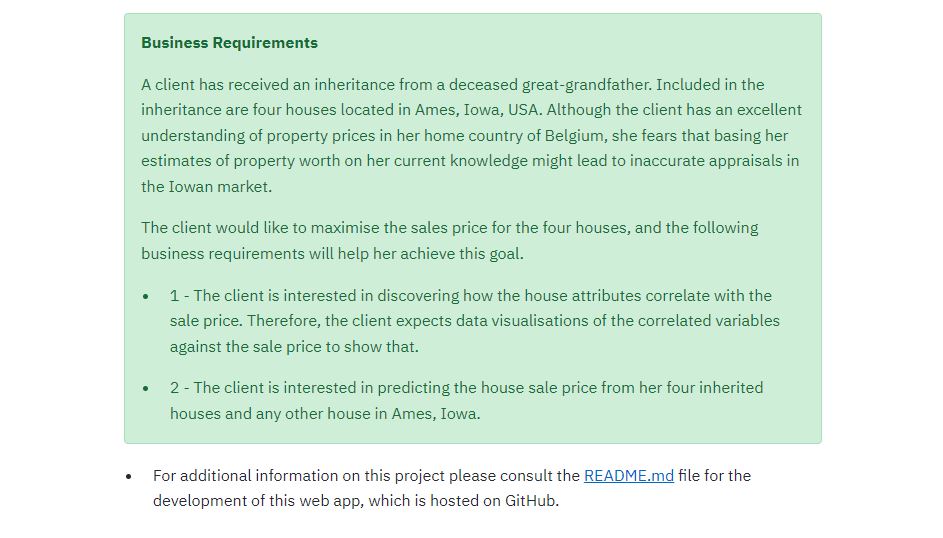 Business Requirements
A client has received an inheritance from a deceased great-grandfather. Included in the
inheritance are four houses located in Ames, Iowa, USA. Although the client has an excellent
understanding of property prices in her home country of Belgium, she fears that basing her
estimates of property worth on her current knowledge might lead to inaccurate appraisals in
the Iowan market.
The client would like to maximise the sales price for the four houses, and the following
business requirements will help her achieve this goal.
• 1 - The client is interested in discovering how the house attributes correlate with the
sale price. Therefore, the client expects data visualisations of the correlated variables
against the sale price to show that.
• 2 - The client is interested in predicting the house sale price from her four inherited
houses and any other house in Ames, Iowa.
• For additional information on this project please consult the README.md file for the
development of this web app, which is hosted on GitHub.